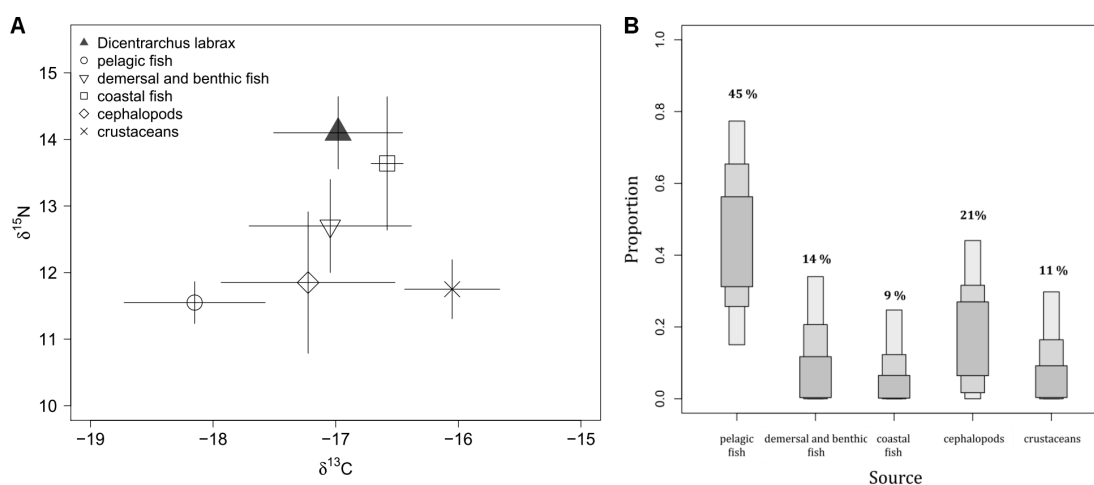 A
Dicentrarchus labrax
pelagic fish
demersal and benthic fish
coastal fish
cephalopods
crustaceans
15
14
13
12
11
10
δ15N
−19 −18 −17 −16 −15
δ13C
B
1.0
0.8
0.6
0.4
0.2
0.0
Proportion
45 %
14 %
9 %
21%
11 %
pelagic
fish
demersal and benthic
fish
coastal
fish
cephalopods
crustaceans
Source